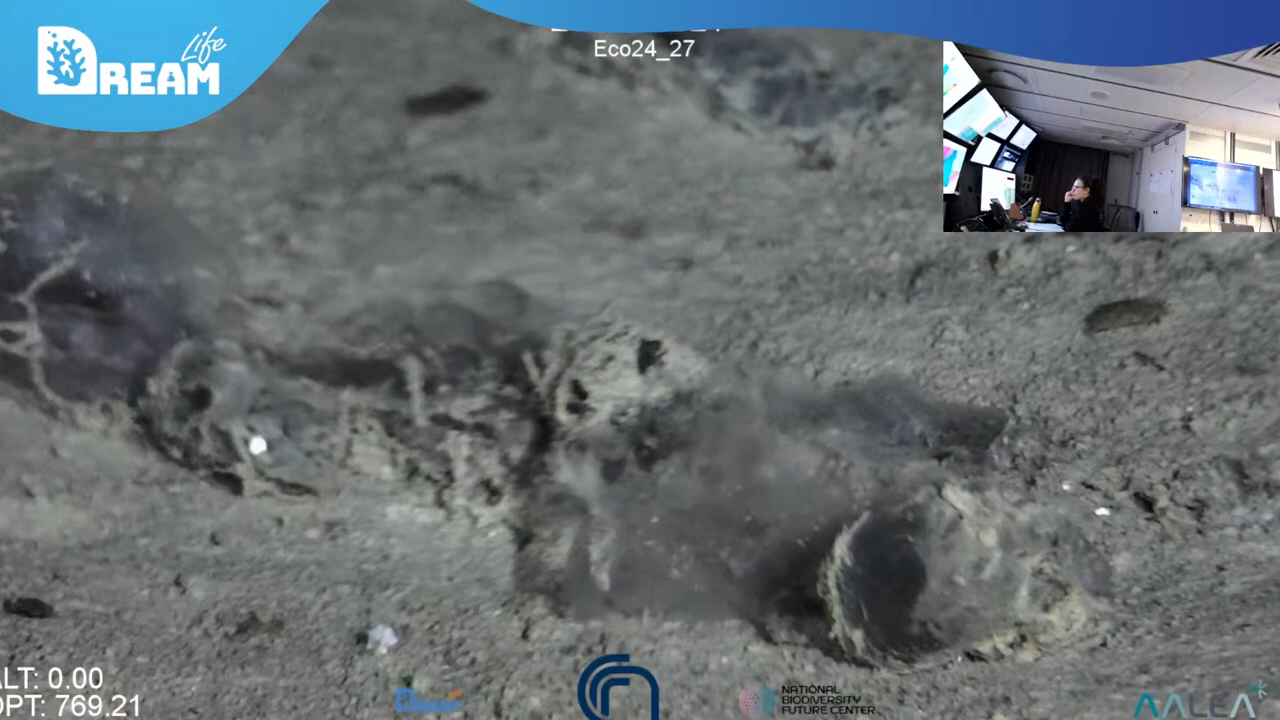 Life
DREAM
Eco24_27
ALT: 0.00
DPT: 769.21
NATIONAL
BIODIVERSITY
FUTURE CENTER
AALEA